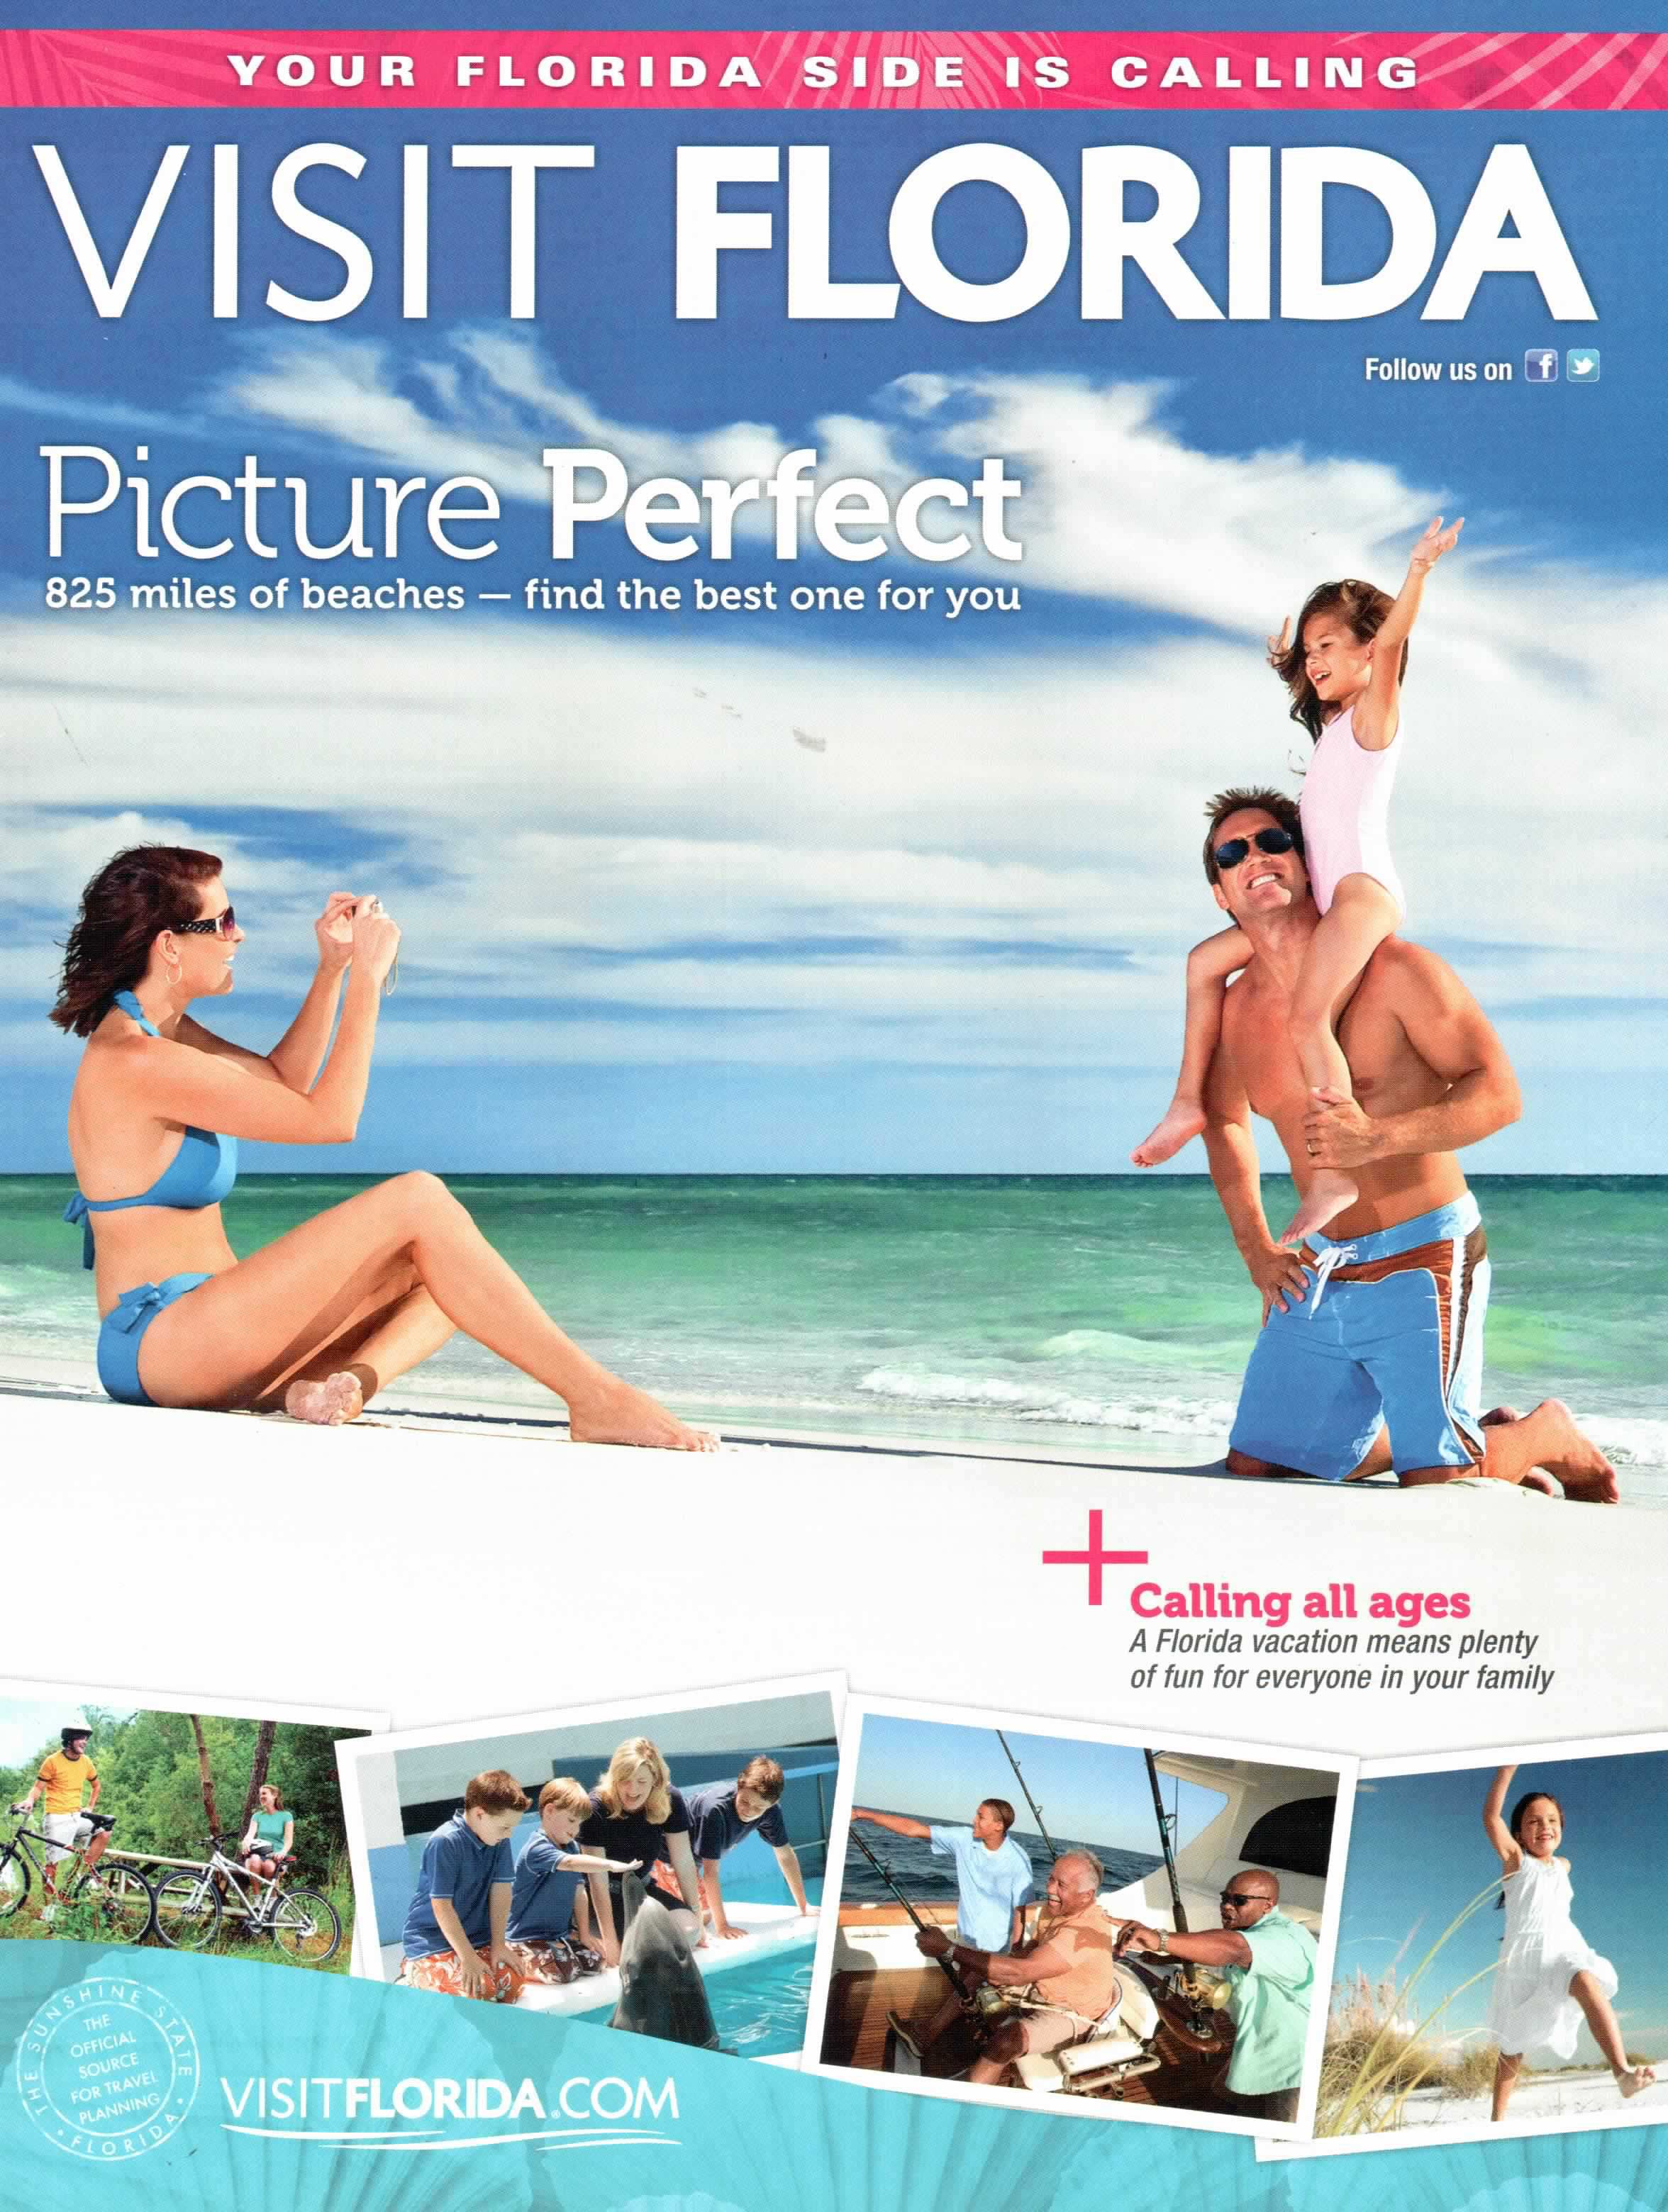 YOUR FLORIDA SIDE IS CALLING
VISIT FLORIDA
Follow us on
Picture Perfect
825 miles of beaches — find the best one for you
Calling all ages
A Florida vacation means plenty
of fun for everyone in your family
THE SUNSHINE STATE
THE
OFFICIAL
SOURCE
FOR TRAVEL
PLANNING
• FLORIDA •
VISITFLORIDA.COM